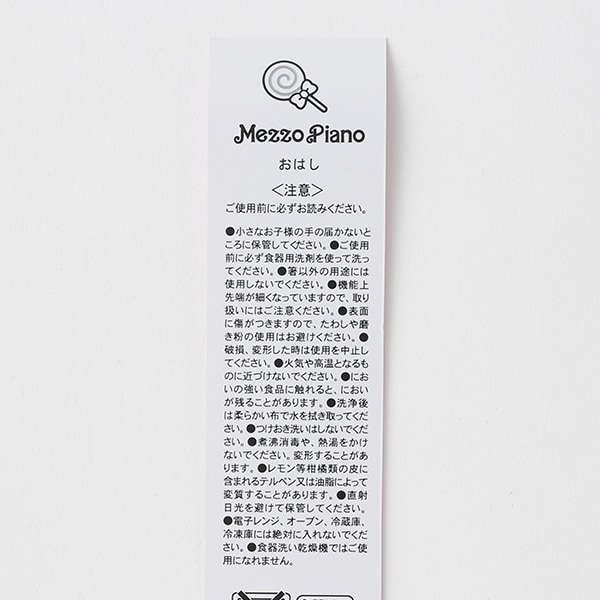 Mezzo Piano
おはし
＜注意＞
ご使用前に必ずお読みください。
●小さなお子様の手の届かないと
ころに保管してください。●ご使用
前に必ず食器用洗剤を使って洗っ
てください。●箸以外の用途には
使用しないでください。●機能上
先端が細くなっていますので、取り
扱いにはご注意ください。●表面
に傷がつきますので、たわしや磨
き粉の使用はお避けください。●
破損、変形した時は使用を中止し
てください。●火気や高温となるも
のに近づけないでください。●にお
いの強い食品に触れると、におい
が残ることがあります。●洗浄後
は柔らかい布で水を拭き取ってくだ
さい。●つけおき洗いはしないでくだ
さい。●煮沸消毒や、熱湯をかけ
ないでください。変形することがあ
ります。●レモン等柑橘類の皮に
含まれるテルペン又は油脂によって
変質することがあります。●直射
日光を避けて保管してください。
●電子レンジ、オーブン、冷蔵庫、
冷凍庫には絶対に入れないでくだ
さい。●食器洗い乾燥機ではご使
用になれません。